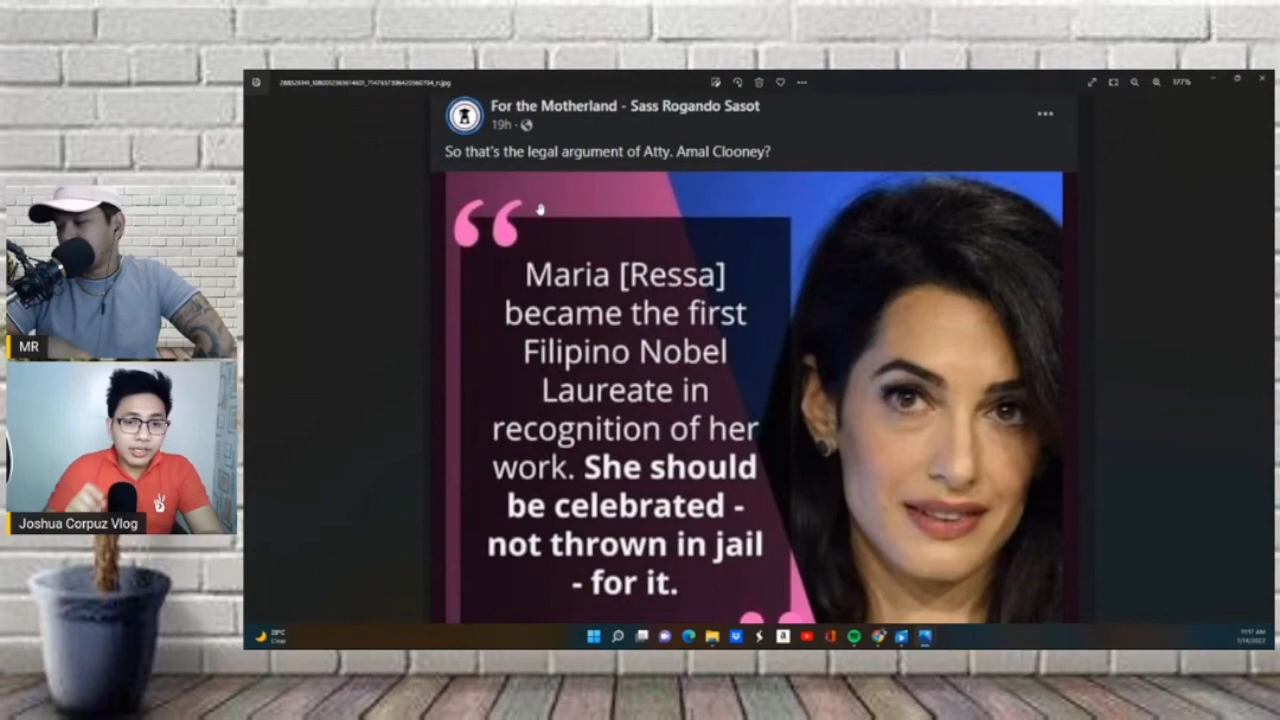 177%
For the Motherland - Sass Rogando Sasot
19h
So that's the legal argument of Atty. Amal Clooney?
“
Maria [Ressa]
became the first
Filipino Nobel
Laureate in
recognition of her
work. She should
be celebrated -
not thrown in jail
- for it.
MR
Joshua Corpuz Vlog